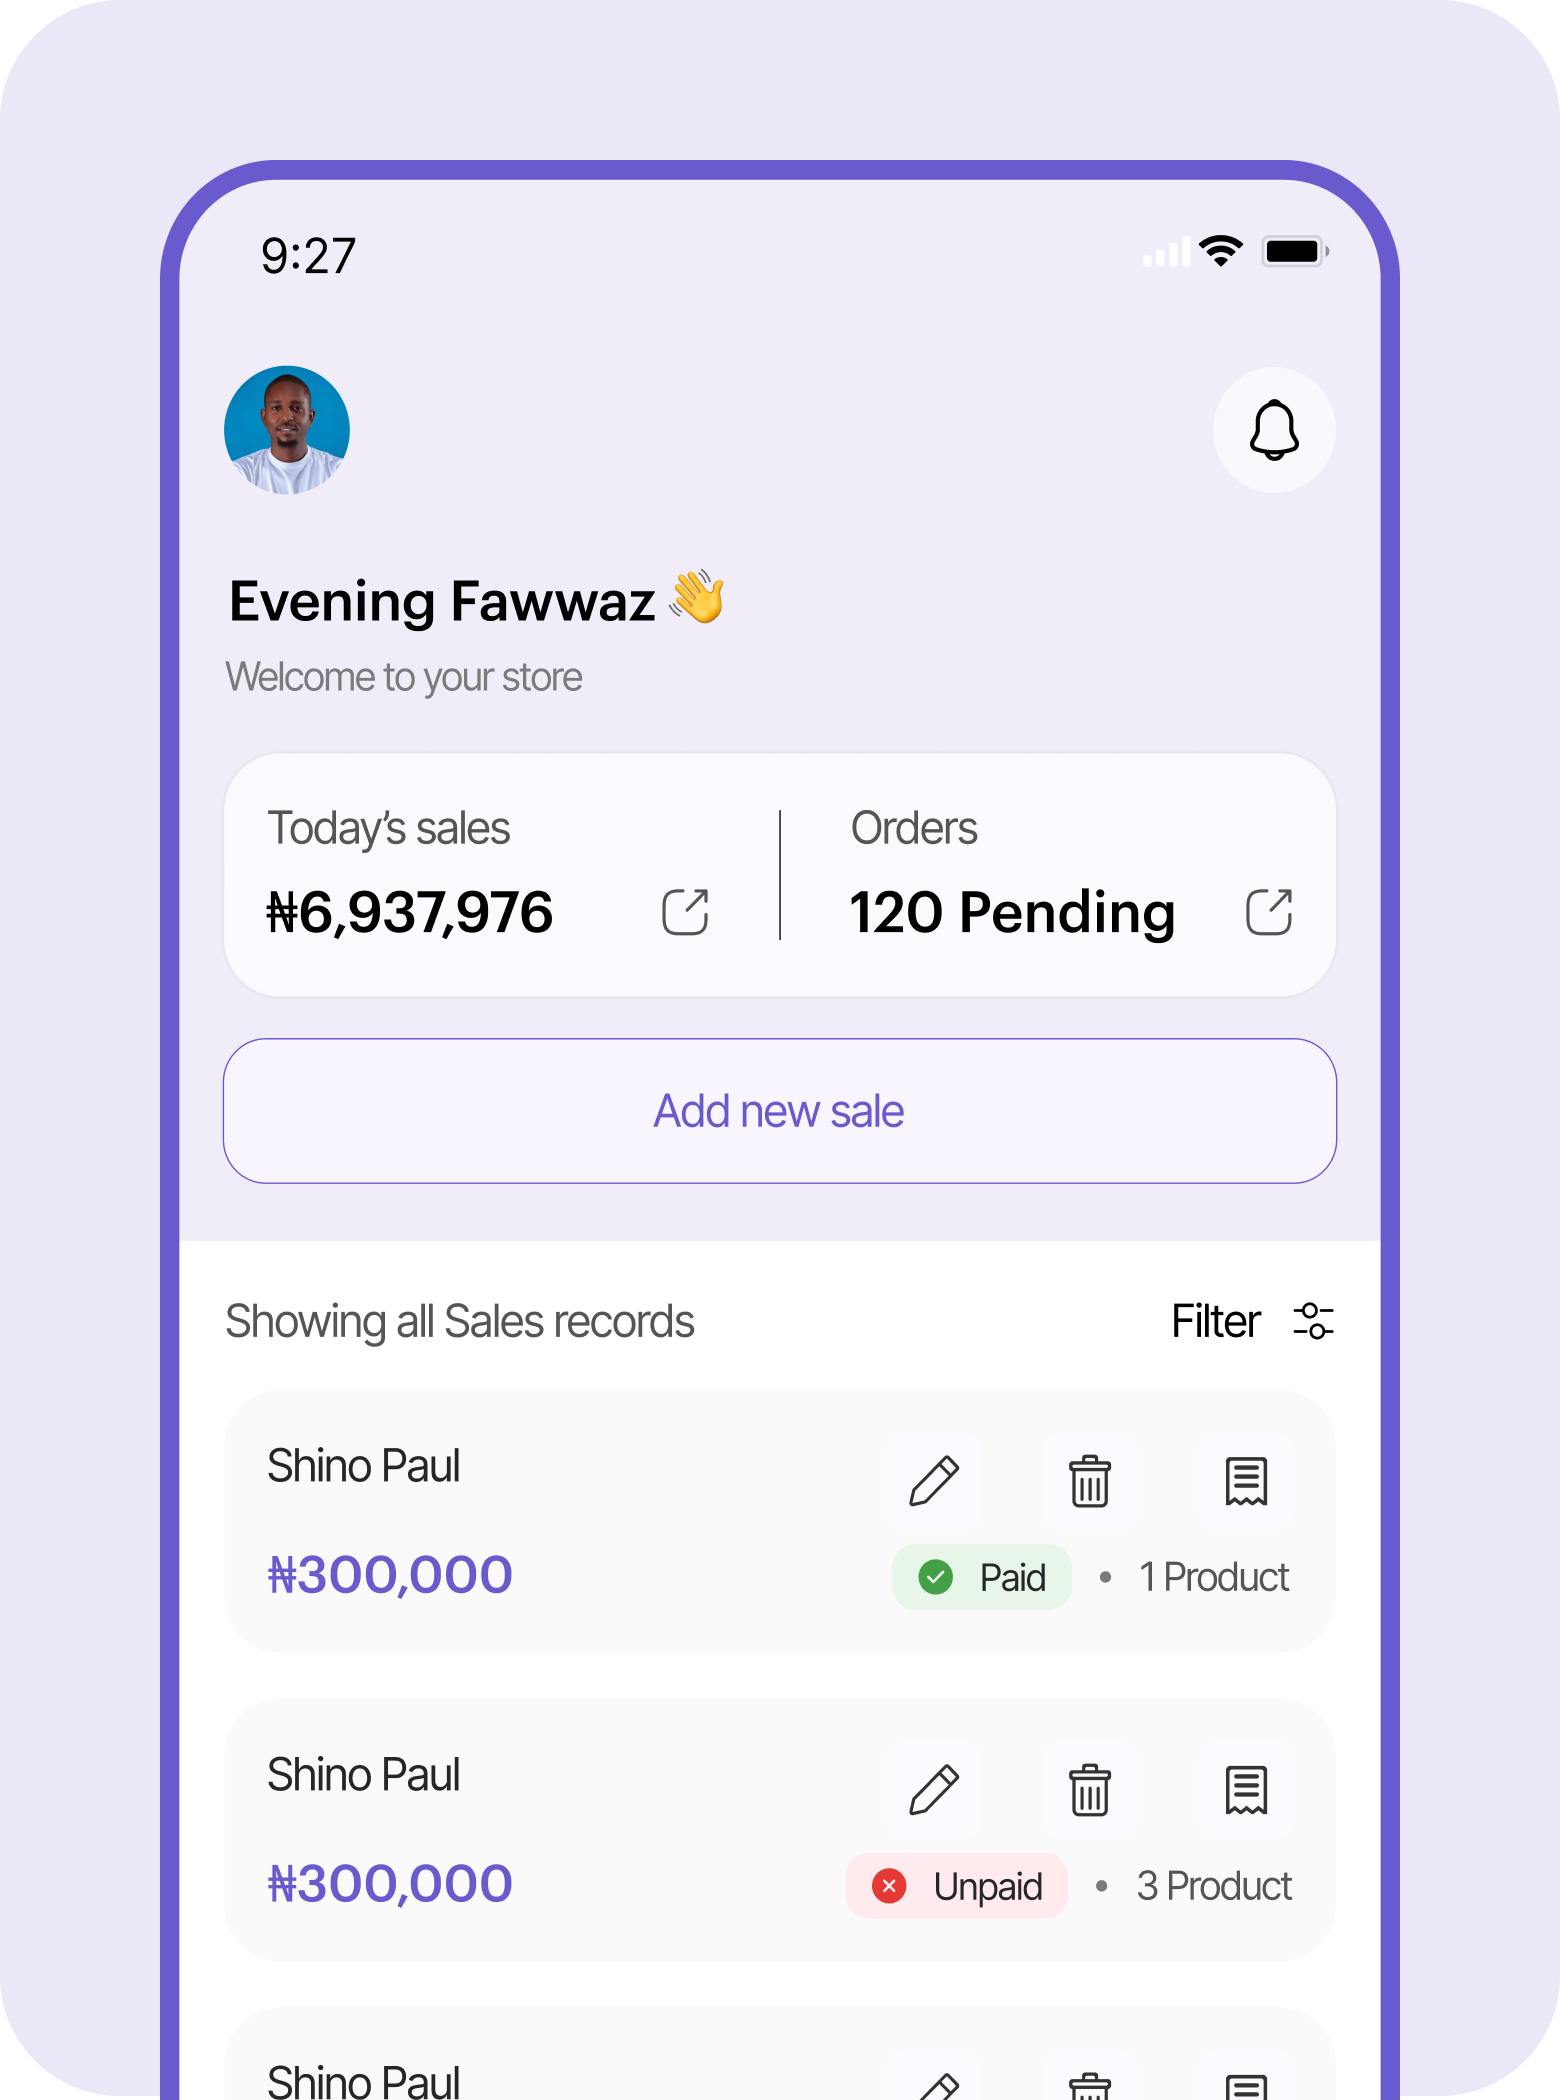 9:27
Evening Fawwaz 👋
Welcome to your store
Today’s sales
Orders
₦6,937,976
120 Pending
Add new sale
Showing all Sales records
Filter
Shino Paul
₦300,000
Paid • 1 Product
Shino Paul
₦300,000
Unpaid • 3 Product
Shino Paul